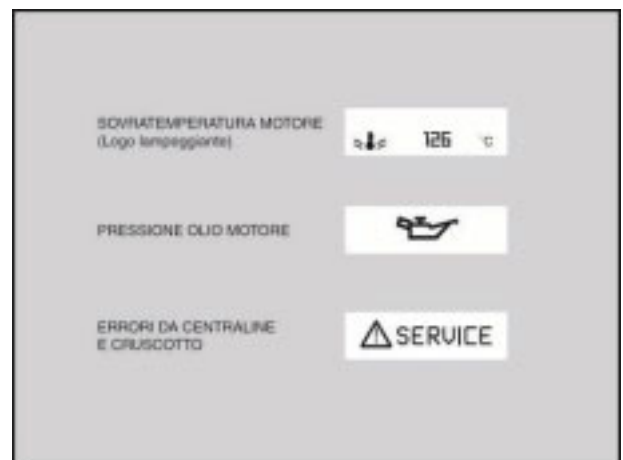 SOVRATEMPERATURA MOTORE
(Logo lampeggiante)
126 °C
PRESSIONE OLIO MOTORE
ERRORI DA CENTRALINE
E CRUSCOTTO
SERVICE